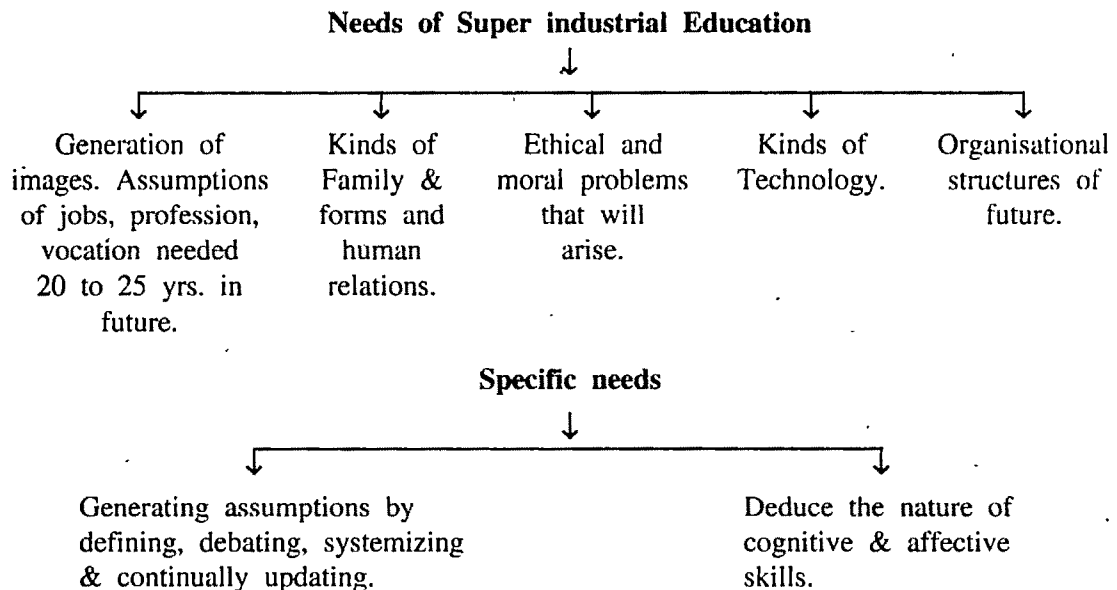 Needs of Super industrial Education
Generation of
images. Assumptions
of jobs, profession,
vocation needed
20 to 25 yrs. in
future.
Kinds of
Family &
forms and
human
relations.
Ethical and
moral problems
that will
arise.
Kinds of
Technology.
Organisational
structures of
future.
Specific needs
Generating assumptions by
defining, debating, systemizing
& continually updating.
Deduce the nature of
cognitive & affective
skills.